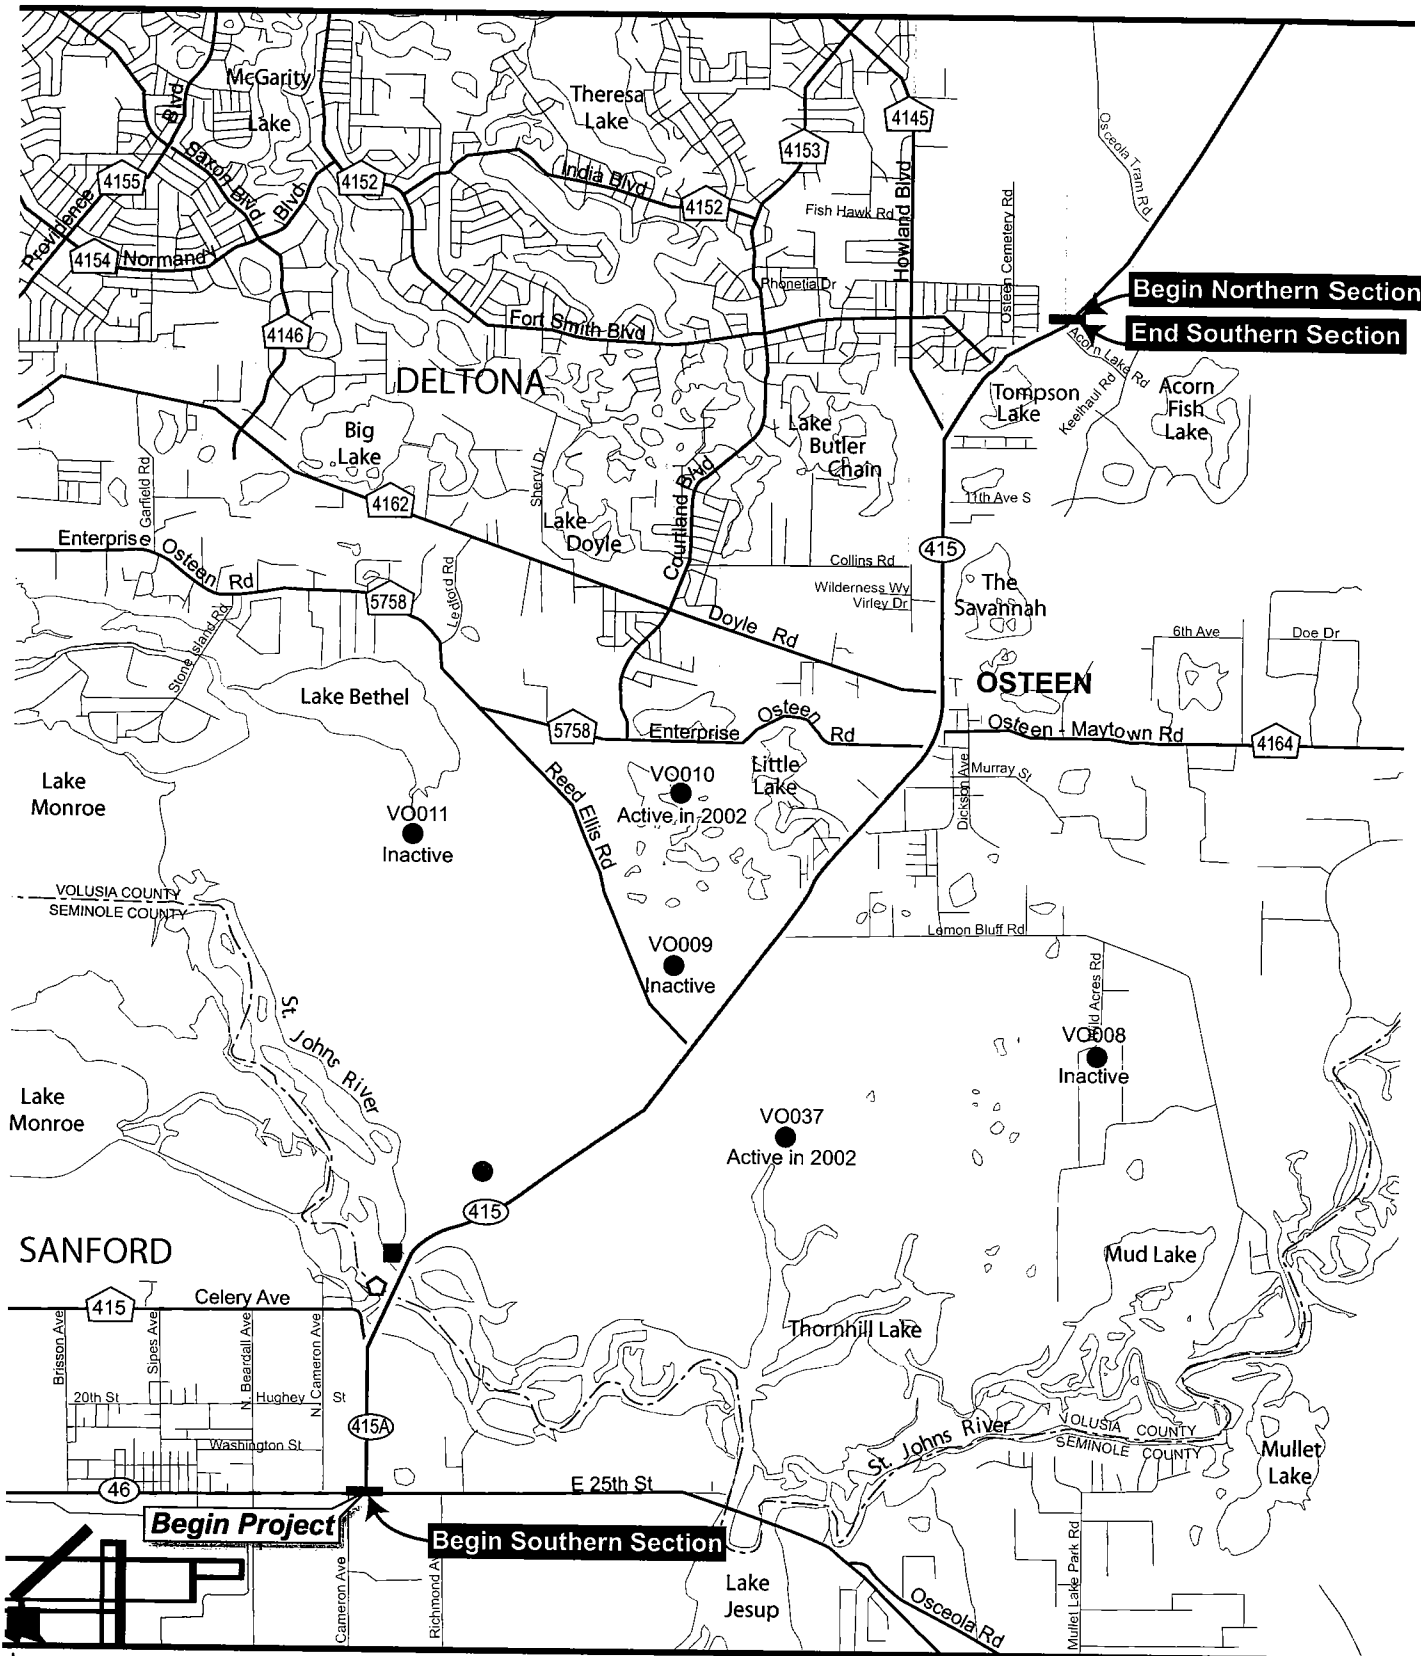 McGarity
Lake
Theresa
Lake
Blvd
4145
4153
Osceola Tram Rd
Saxon Blvd
4155
4152
India Blvd
4152
Blvd
Howland Blvd
Fish Hawk Rd
Osteen Cemetery Rd
Providence
4154
Normandy
Phonetia Dr
Begin Northern Section
End Southern Section
4146
Fort Smith Blvd
Acorn Lake Rd
DELTONA
Keelhaul Rd
Tompson
Lake
Acorn
Fish
Lake
Big
Lake
Lake
Butler
Chain
Garfield Rd
Sheryl Dr
Courtland Blvd
4162
11th Ave S
Lake
Doyle
Enterprise Osteen Rd
415
Collins Rd
Ledford Rd
Wilderness Wy
Virley Dr
The
Savannah
5758
Doyle Rd
Stone Island Rd
6th Ave
Doe Dr
Lake Bethel
OSTEEN
5758
Enterprise Osteen Rd
Osteen - Maytown Rd
4164
Lake
Monroe
Reed Ellis Rd
VO010
Active in 2002
Little
Lake
Dickson Ave
Murray St
VO011
Inactive
VOLUSIA COUNTY
SEMINOLE COUNTY
Lemon Bluff Rd
VO009
Inactive
St. Johns River
Wild Acres Rd
VO008
Inactive
Lake
Monroe
VO037
Active in 2002
415
SANFORD
Mud Lake
415
Celery Ave
Thornhill Lake
Brisson Ave
Sipes Ave
N. Beardall Ave
N. Cameron Ave
20th St
Hughey St
415A
Washington St
St. Johns River
VOLUSIA COUNTY
SEMINOLE COUNTY
Mullet
Lake
46
E 25th St
Begin Project
Begin Southern Section
Cameron Ave
Richmond Av
Lake
Jesup
Osceola Rd
Mullet Lake Park Rd